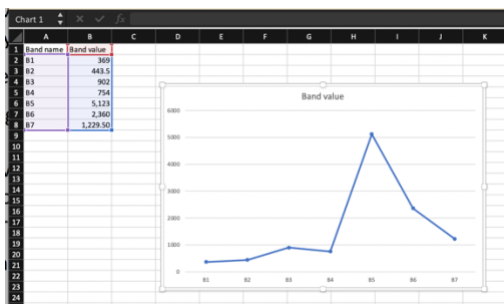 Chart 1 fx
A B C D E F G H I J K
1 Band name Band value
2 B1 369
3 B2 443.5
4 B3 902
5 B4 754
6 B5 5,123
7 B6 2,360
8 B7 1,229.50
9
10
11
12
13
14
15
16
17
18
19
20
21
22
23
24
Band value
6000
5000
4000
3000
2000
1000
0
B1 B2 B3 B4 B5 B6 B7